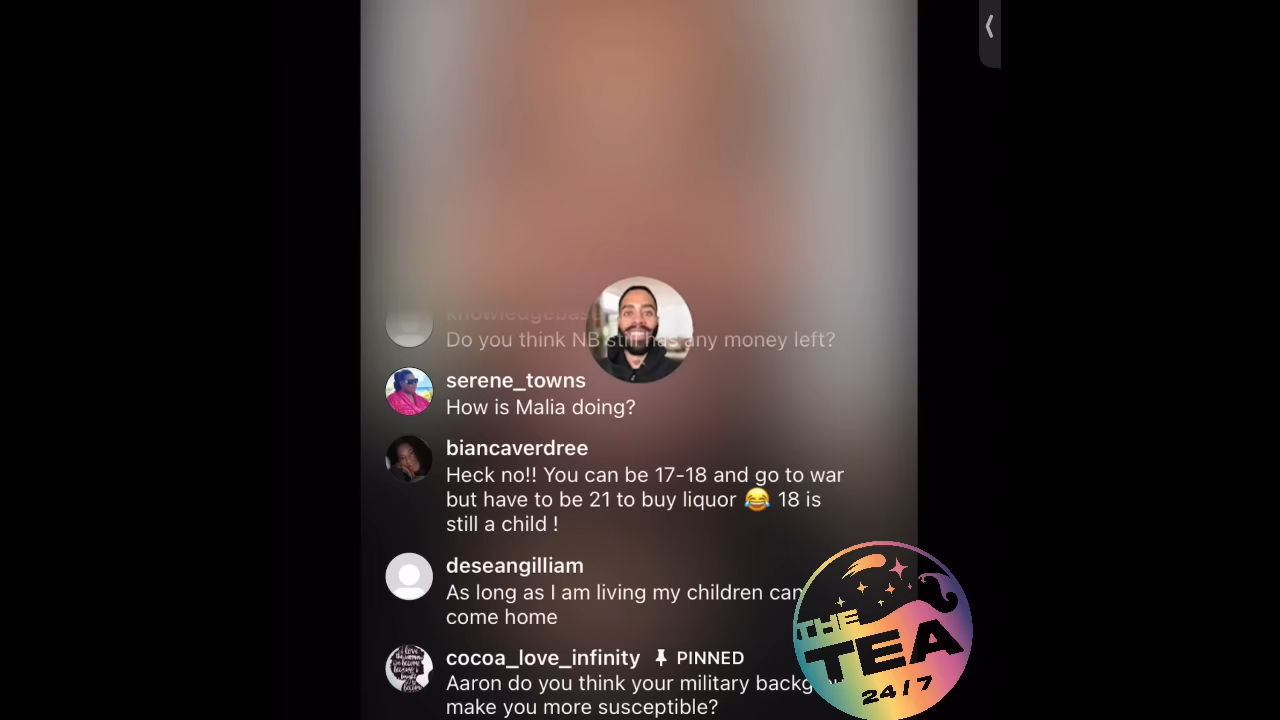 Do you think NB still has any money left?
serene_towns
How is Malia doing?
biancaverdree
Heck no!! You can be 17-18 and go to war
but have to be 21 to buy liquor 😂 18 is
still a child !
deseangilliam
As long as I am living my children can
come home
cocoa_love_infinity PINNED
Aaron do you think your military
make you more susceptible?
THE
TEA
24/7